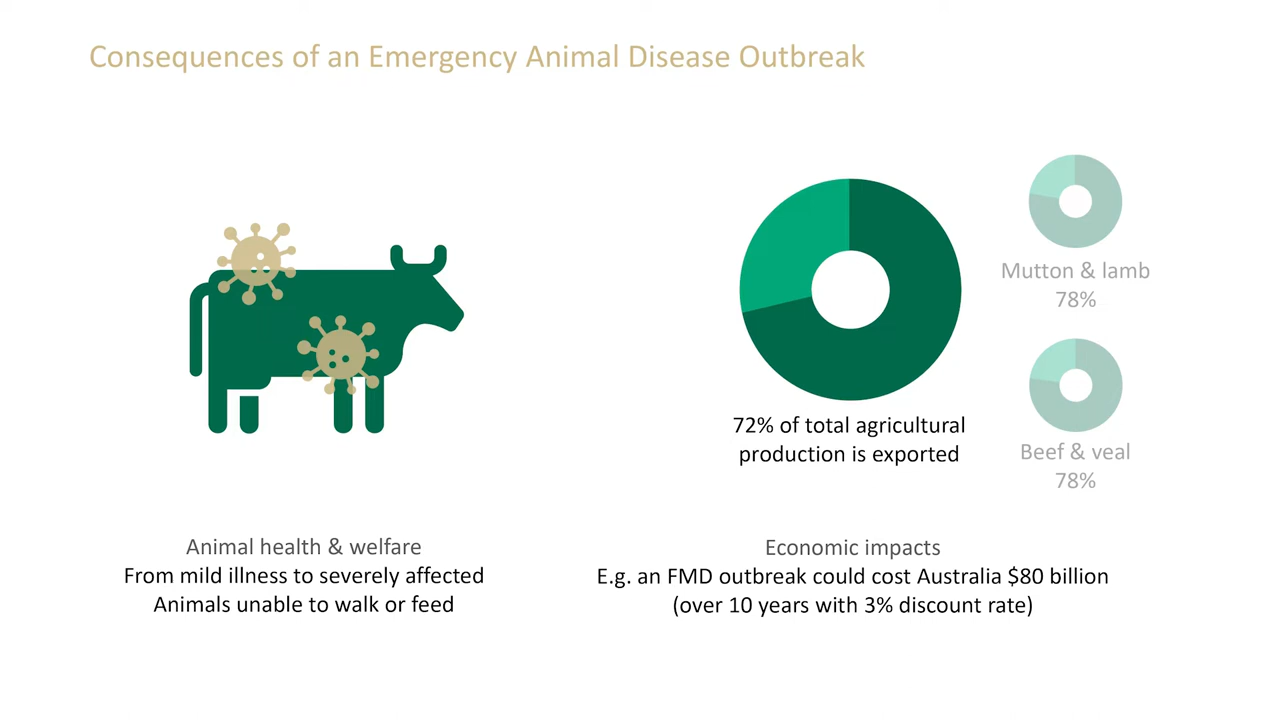 Consequences of an Emergency Animal Disease Outbreak
Mutton & lamb
78%
72% of total agricultural
production is exported
Beef & veal
78%
Animal health & welfare
From mild illness to severely affected
Animals unable to walk or feed
Economic impacts
E.g. an FMD outbreak could cost Australia $80 billion
(over 10 years with 3% discount rate)